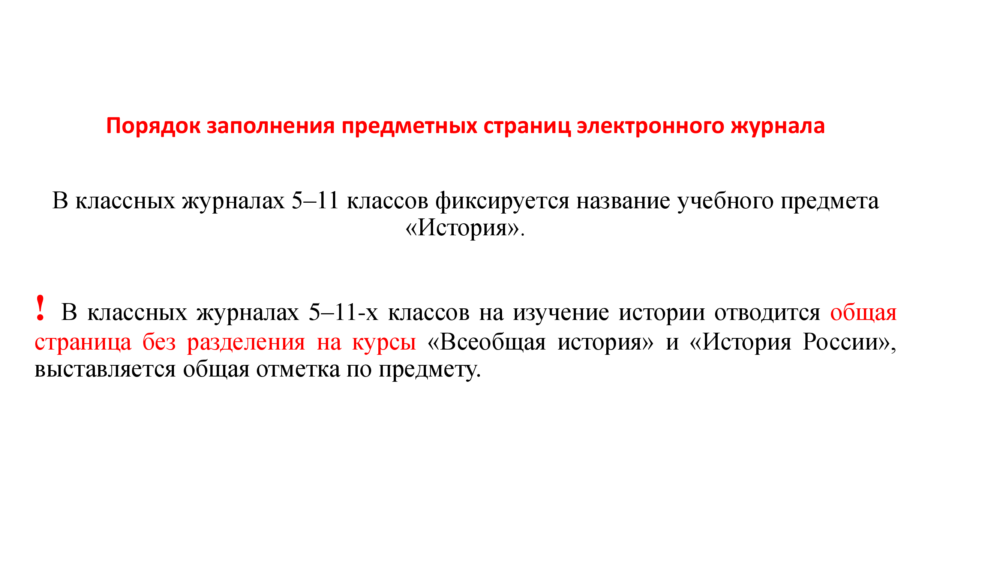 Порядок заполнения предметных страниц электронного журнала
В классных журналах 5–11 классов фиксируется название учебного предмета
«История».
! В классных журналах 5–11-х классов на изучение истории отводится общая
страница без разделения на курсы «Всеобщая история» и «История России»,
выставляется общая отметка по предмету.